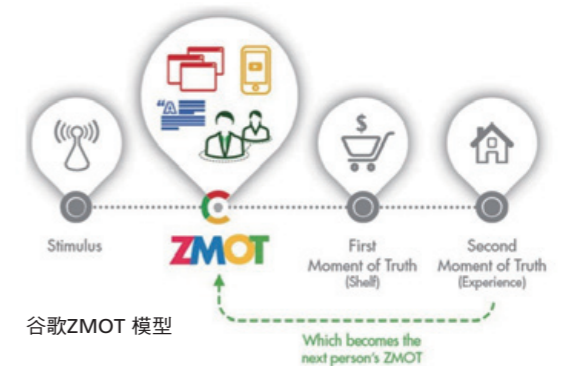 "A
$
Stimulus
ZMOT
First
Moment of Truth
(Shelf)
Second
Moment of Truth
(Experience)
谷歌ZMOT 模型
Which becomes the
next person's ZMOT